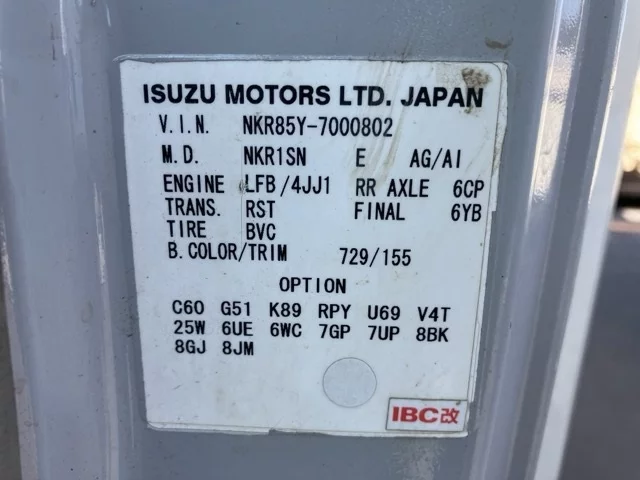 ISUZU MOTORS LTD. JAPAN
V.I.N. NKR85Y-7000802
M.D. NKR1SN E AG/AI
ENGINE LFB/4JJ1 RR AXLE 6CP
TRANS. RST FINAL 6YB
TIRE BVC
B.COLOR/TRIM 729/155
OPTION
C60 G51 K89 RPY U69 V4T
25W 6UE 6WC 7GP 7UP 8BK
8GJ 8JM
IBC改